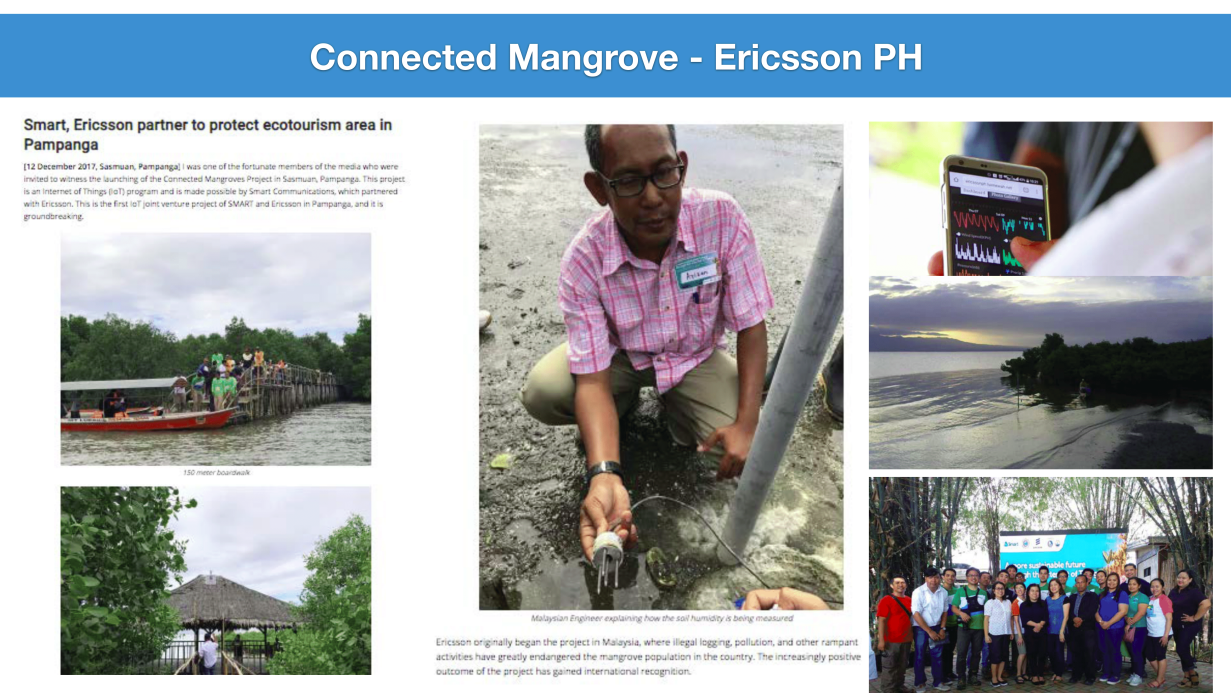 Connected Mangrove - Ericsson PH
Smart, Ericsson partner to protect ecotourism area in
Pampanga
[12 December 2017, Sasmuan, Pampanga] I was one of the fortunate members of the media who were
invited to witness the launching of the Connected Mangroves Project in Sasmuan, Pampanga. This project
is an Internet of Things (IoT) program and is made possible by Smart Communications, which partnered
with Ericsson. This is the first IoT joint venture project of SMART and Ericsson in Pampanga, and it is
groundbreaking.
150 meter boardwalk
Malaysian Engineer explaining how the soil humidity is being measured
Ericsson originally began the project in Malaysia, where illegal logging, pollution, and other rampant
activities have greatly endangered the mangrove population in the country. The increasingly positive
outcome of the project has gained international recognition.
Smart
more sustainable future